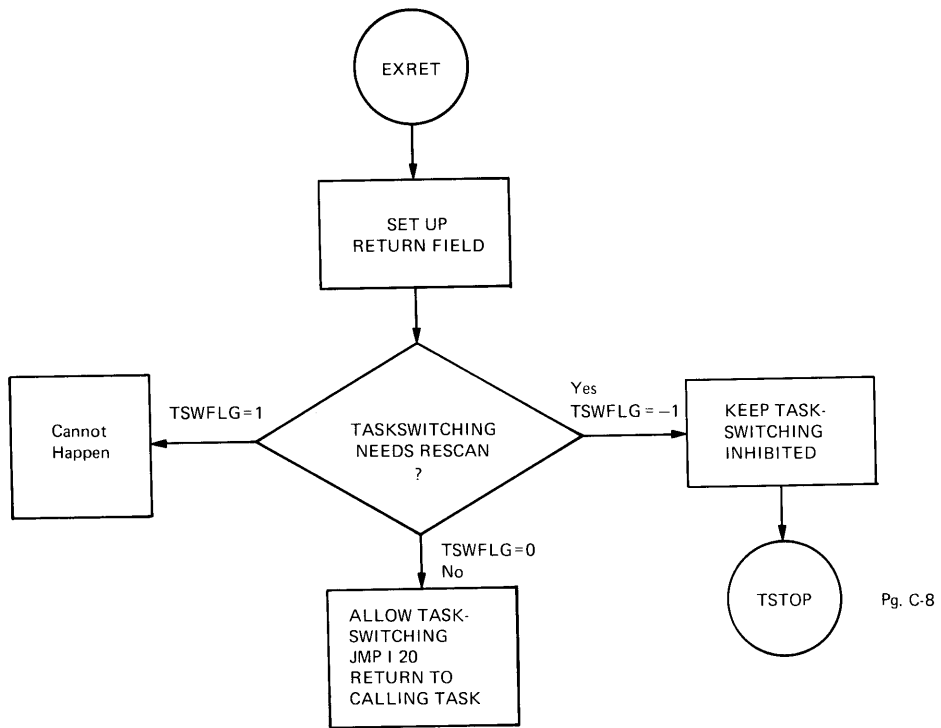 EXRET
SET UP
RETURN FIELD
TSWFLG=1
Cannot
Happen
TASKSWITCHING
NEEDS RESCAN
?
Yes
TSWFLG=−1
KEEP TASK-
SWITCHING
INHIBITED
TSWFLG=0
No
ALLOW TASK-
SWITCHING
JMP I 20
RETURN TO
CALLING TASK
TSTOP
Pg. C-8